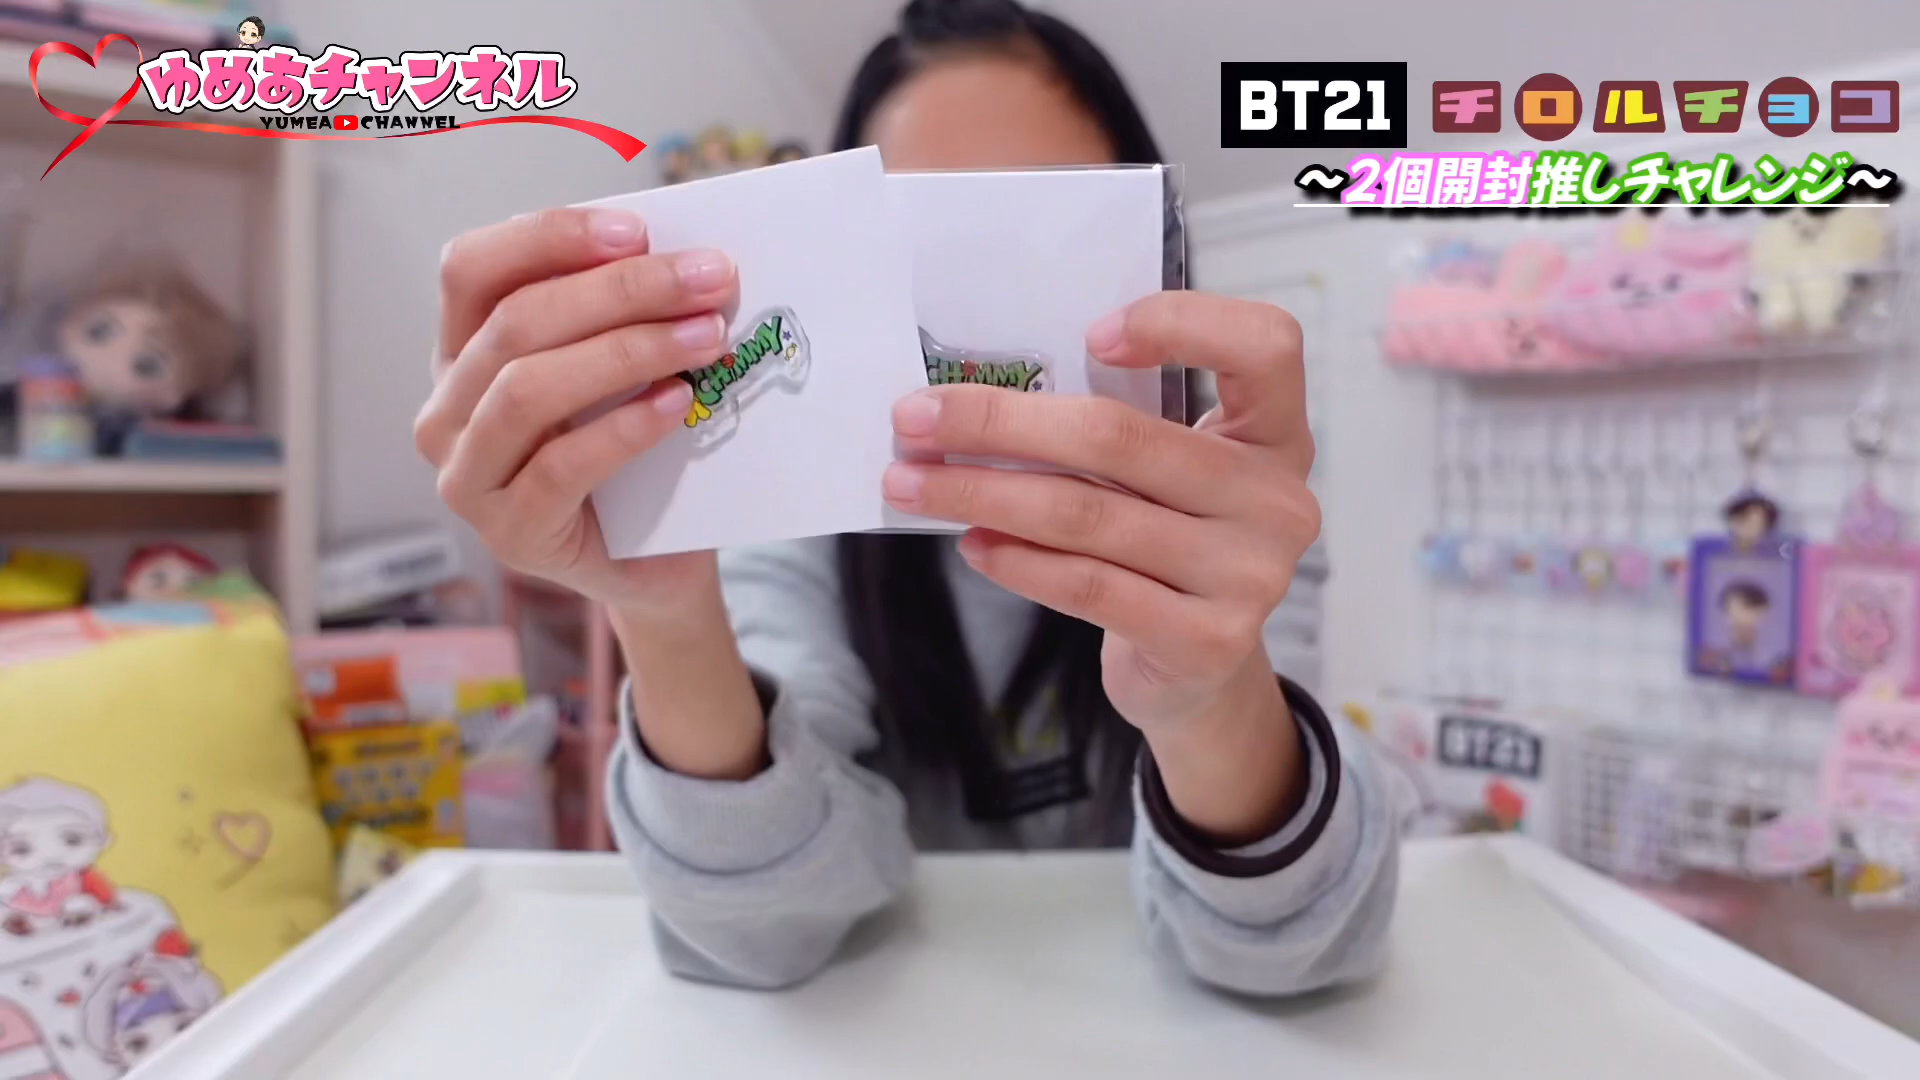 ゆめあチャンネル
YUMEA CHANNEL
BT21 チロルチョコ
～2個開封推しチャレンジ～
CHIMMY
CHIMMY
BT21